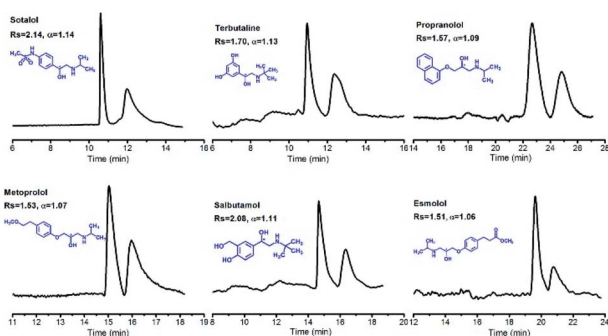 Sotalol
Rs=2.14, α=1.14
Terbutaline
Rs=1.70, α=1.13
Propranolol
Rs=1.57, α=1.09
6 8 10 12 14 16
6 8 10 12 14 16
14 16 18 20 22 24 26 28
Time (min)
Time (min)
Time (min)
Metoprolol
Rs=1.53, α=1.07
Salbutamol
Rs=2.08, α=1.11
Esmolol
Rs=1.51, α=1.06
11 12 13 14 15 16 17 18 19
8 10 12 14 16 18 20
12 14 16 18 20 22 24
Time (min)
Time (min)
Time (min)